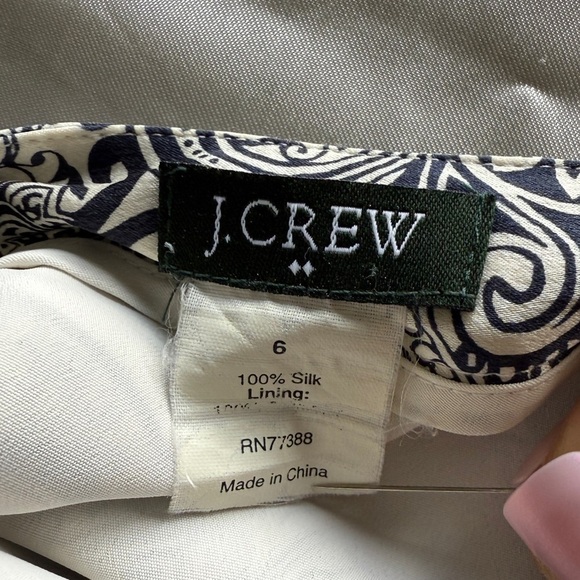 J.CREW
6
100% Silk
Lining:
RN77388
Made in China